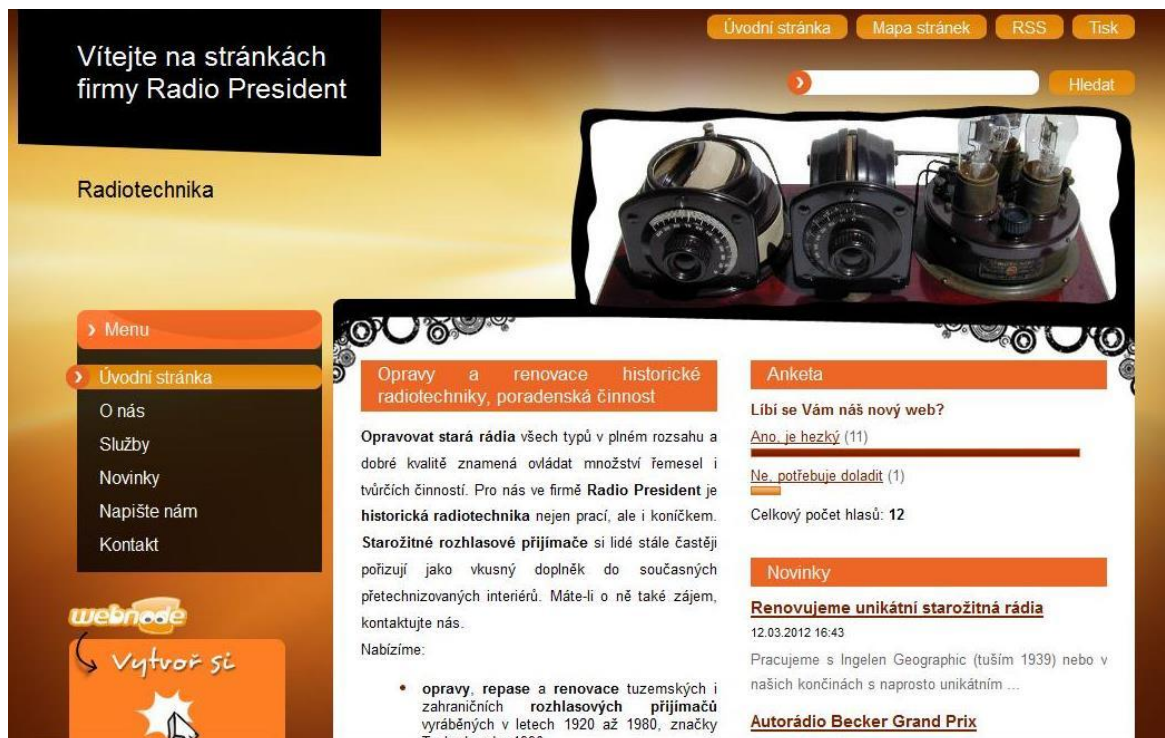 Vítejte na stránkách
firmy Radio President
Úvodní stránka
Mapa stránek
RSS
Tisk
Hledat
Radiotechnika
Menu
Úvodní stránka
O nás
Služby
Novinky
Napište nám
Kontakt
webnode
Vytvoř si
Opravy a renovace historické
radiotechniky, poradenská činnost
Opravovat stará rádia všech typů v plném rozsahu a
dobré kvalitě znamená ovládat množství řemesel i
tvůrčích činností. Pro nás ve firmě Radio President je
historická radiotechnika nejen prací, ale i koníčkem.
Starožitné rozhlasové přijímače si lidé stále častěji
pořizují jako vkusný doplněk do současných
přetechnizovaných interiérů. Máte-li o ně také zájem,
kontaktujte nás.
Nabízíme:
opravy, repase a renovace tuzemských i
zahraničních rozhlasových přijímačů
vyráběných v letech 1920 až 1980, značky
Anketa
Líbí se Vám náš nový web?
Ano, je hezký (11)
Ne, potřebuje doladit (1)
Celkový počet hlasů: 12
Novinky
Renovujeme unikátní starožitná rádia
12.03.2012 16:43
Pracujeme s Ingelen Geographic (tuším 1939) nebo v
našich končinách s naprosto unikátním ...
Autorádio Becker Grand Prix